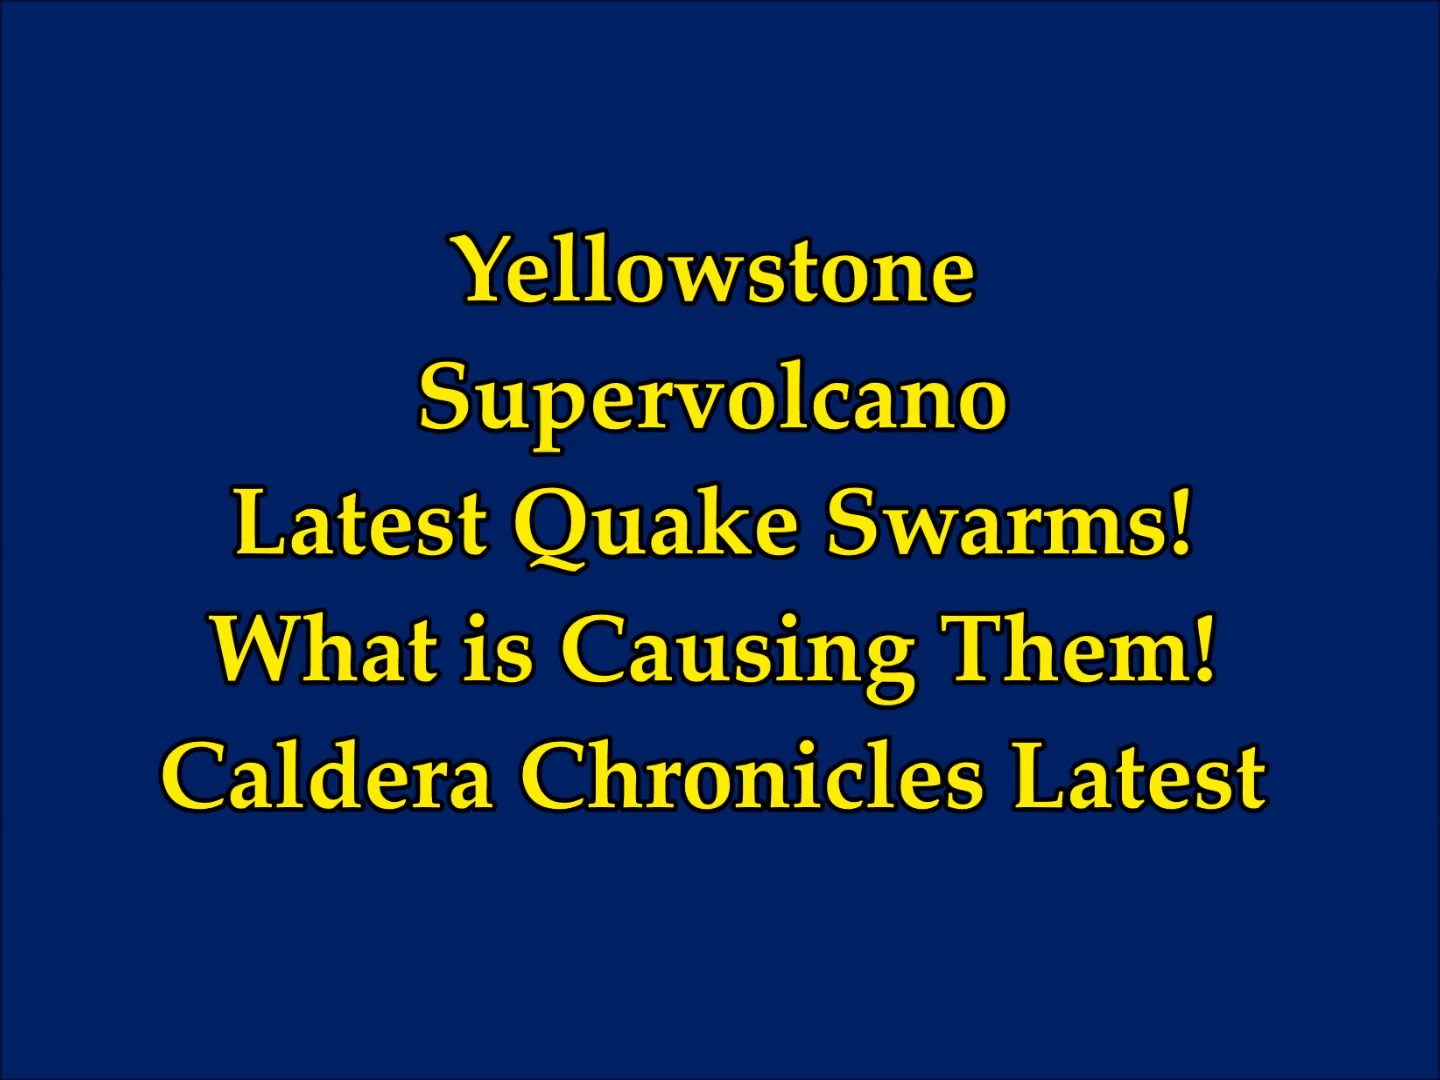 Yellowstone
Supervolcano
Latest Quake Swarms!
What is Causing Them!
Caldera Chronicles Latest